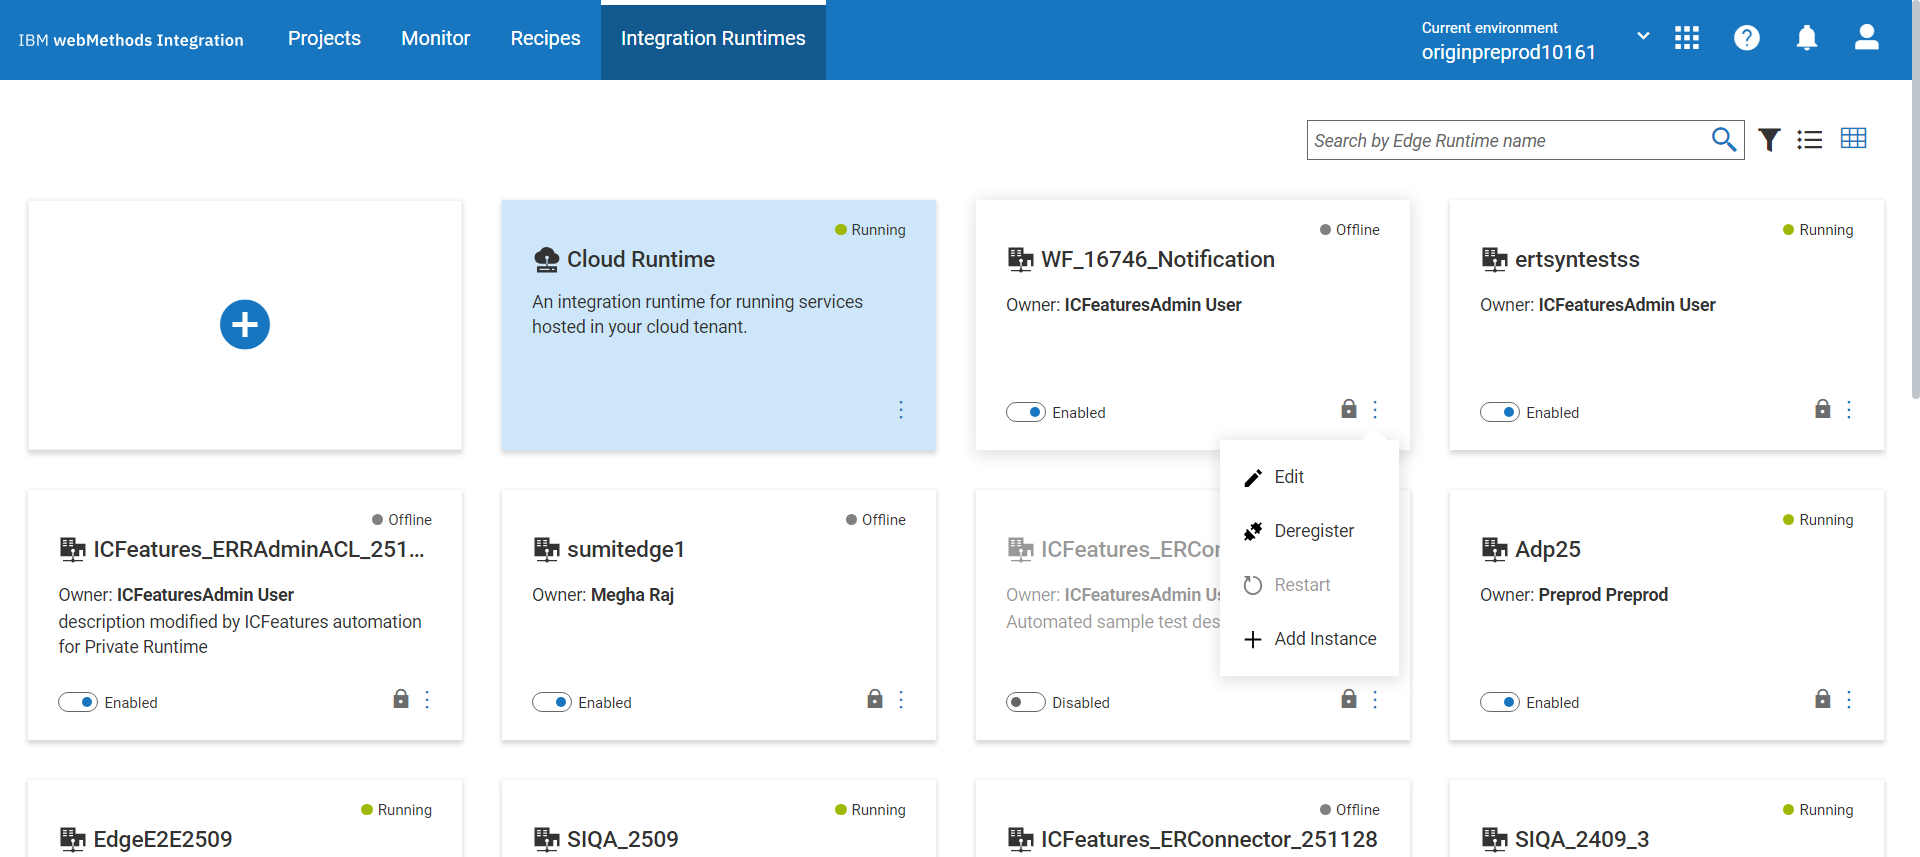 IBM webMethods Integration
Projects
Monitor
Recipes
Integration Runtimes
Current environment
originpreprod10161
Search by Edge Runtime name
Running
Cloud Runtime
An integration runtime for running services
hosted in your cloud tenant.
Offline
WF_16746_Notification
Owner: ICFeaturesAdmin User
Enabled
Running
ertsyntestss
Owner: ICFeaturesAdmin User
Enabled
Edit
Deregister
Restart
Add Instance
Offline
ICFeatures_ERRAdminACL_251...
Owner: ICFeaturesAdmin User
description modified by ICFeatures automation
for Private Runtime
Enabled
Offline
sumitedge1
Owner: Megha Raj
Enabled
ICFeatures_ERCon
Owner: ICFeaturesAdmin Us
Automated sample test des
Disabled
Running
Adp25
Owner: Preprod Preprod
Enabled
Running
EdgeE2E2509
Running
SIQA_2509
Offline
ICFeatures_ERConnector_251128
Running
SIQA_2409_3